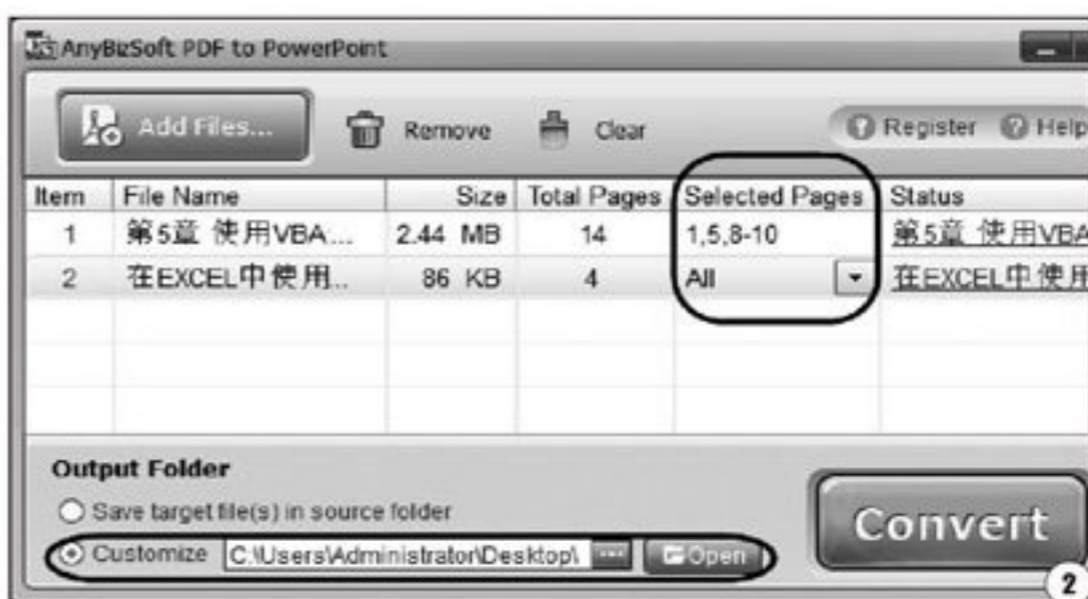 AnyBizSoft PDF to PowerPoint
Add Files... Remove Clear Register Help
Item File Name Size Total Pages Selected Pages Status
1 第5章 使用VBA... 2.44 MB 14 1,5,8-10 第5章 使用VBA
2 在EXCEL中使用... 86 KB 4 All 在EXCEL中使用
Output Folder
Save target file(s) in source folder
Customize C:\Users\Administrator\Desktop\ ... Open
Convert
2